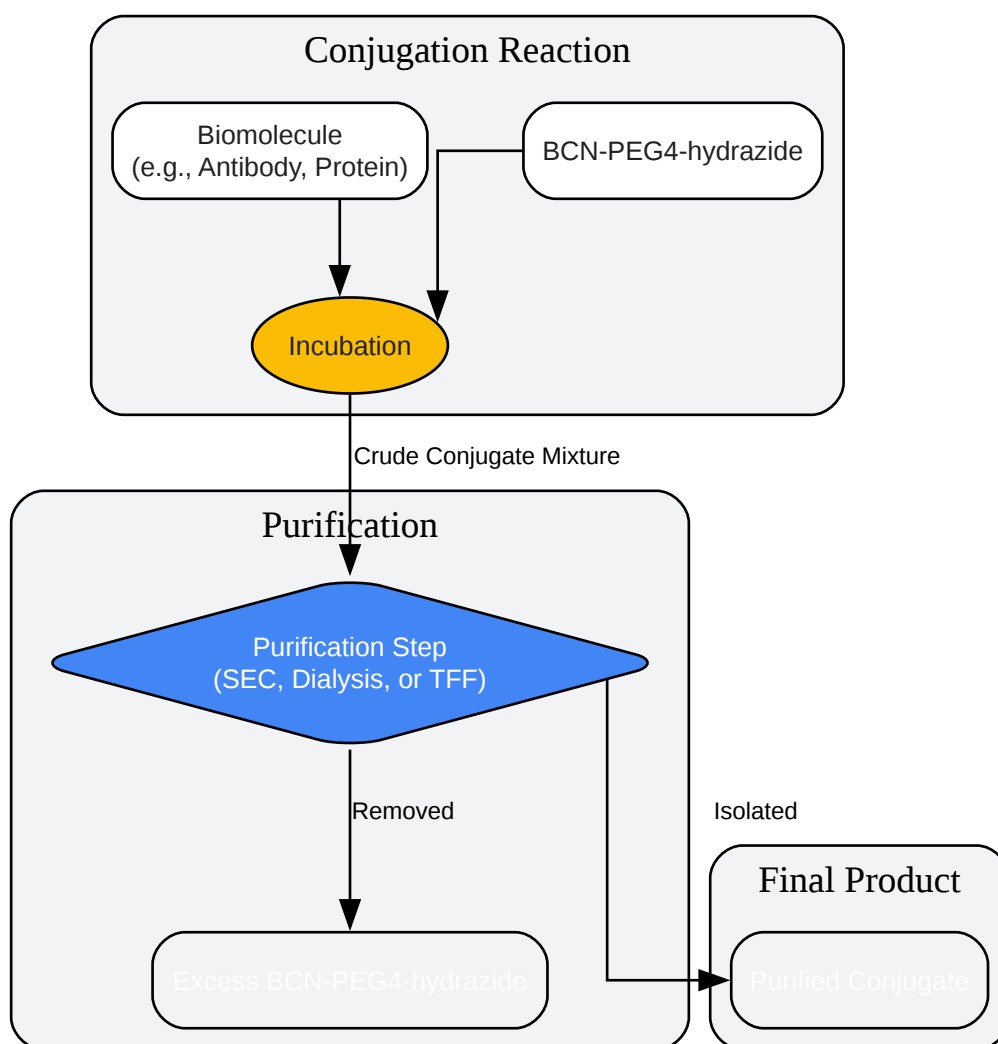 Conjugation Reaction
Biomolecule
(e.g., Antibody, Protein)
BCN-PEG4-hydrazide
Incubation
Crude Conjugate Mixture
Purification
Purification Step
(SEC, Dialysis, or TFF)
Removed
Isolated
Final Product
Excess BCN-PEG4-hydrazide
Purified Conjugate